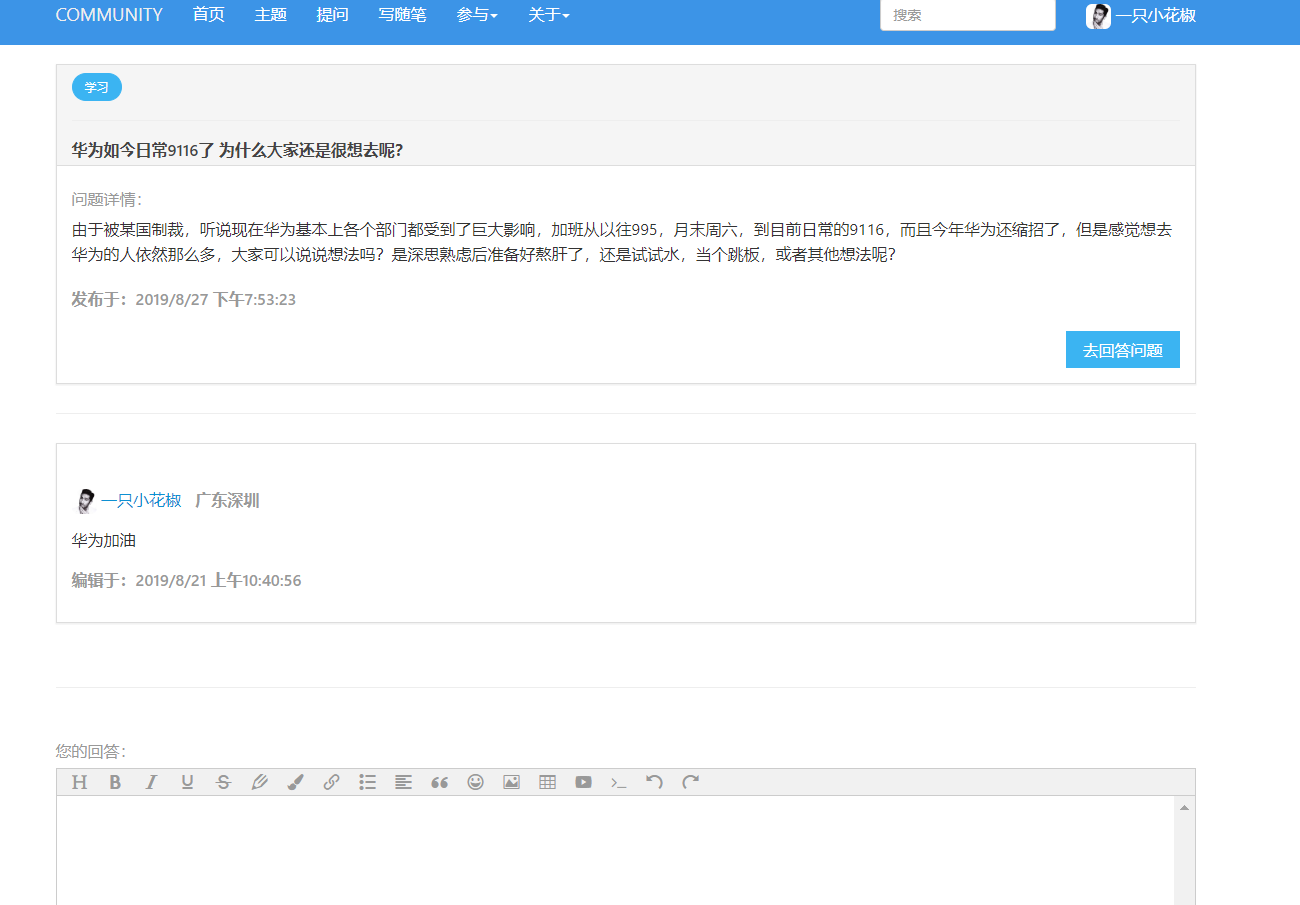 COMMUNITY 首页 主题 提问 写随笔 参与 关于 搜索 一只小花椒
学习
华为如今日常9116了 为什么大家还是很想去呢?
问题详情：
由于被某国制裁，听说现在华为基本上各个部门都受到了巨大影响，加班从以往995，月末周六，到目前日常的9116，而且今年华为还缩招了，但是感觉想去
华为的人依然那么多，大家可以说说想法吗？是深思熟虑后准备好熬肝了，还是试试水，当个跳板，或者其他想法呢？
发布于：2019/8/27 下午7:53:23
去回答问题
一只小花椒 广东深圳
华为加油
编辑于：2019/8/21 上午10:40:56
您的回答：